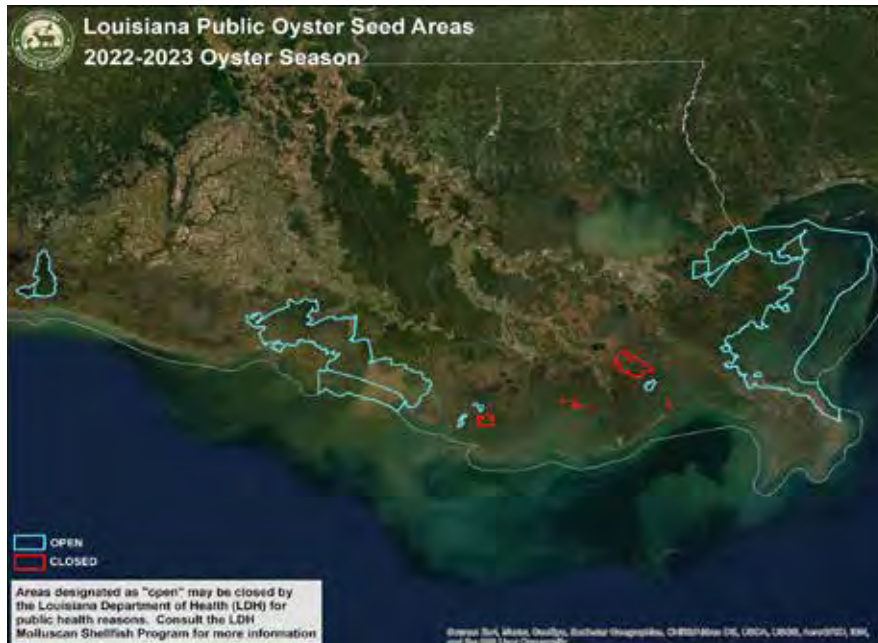 Louisiana Public Oyster Seed Areas
2022-2023 Oyster Season
OPEN
CLOSED
Areas designated as "open" may be closed by
the Louisiana Department of Health (LDH) for
public health reasons. Consult the LDH
Molluscan Shellfish Program for more information